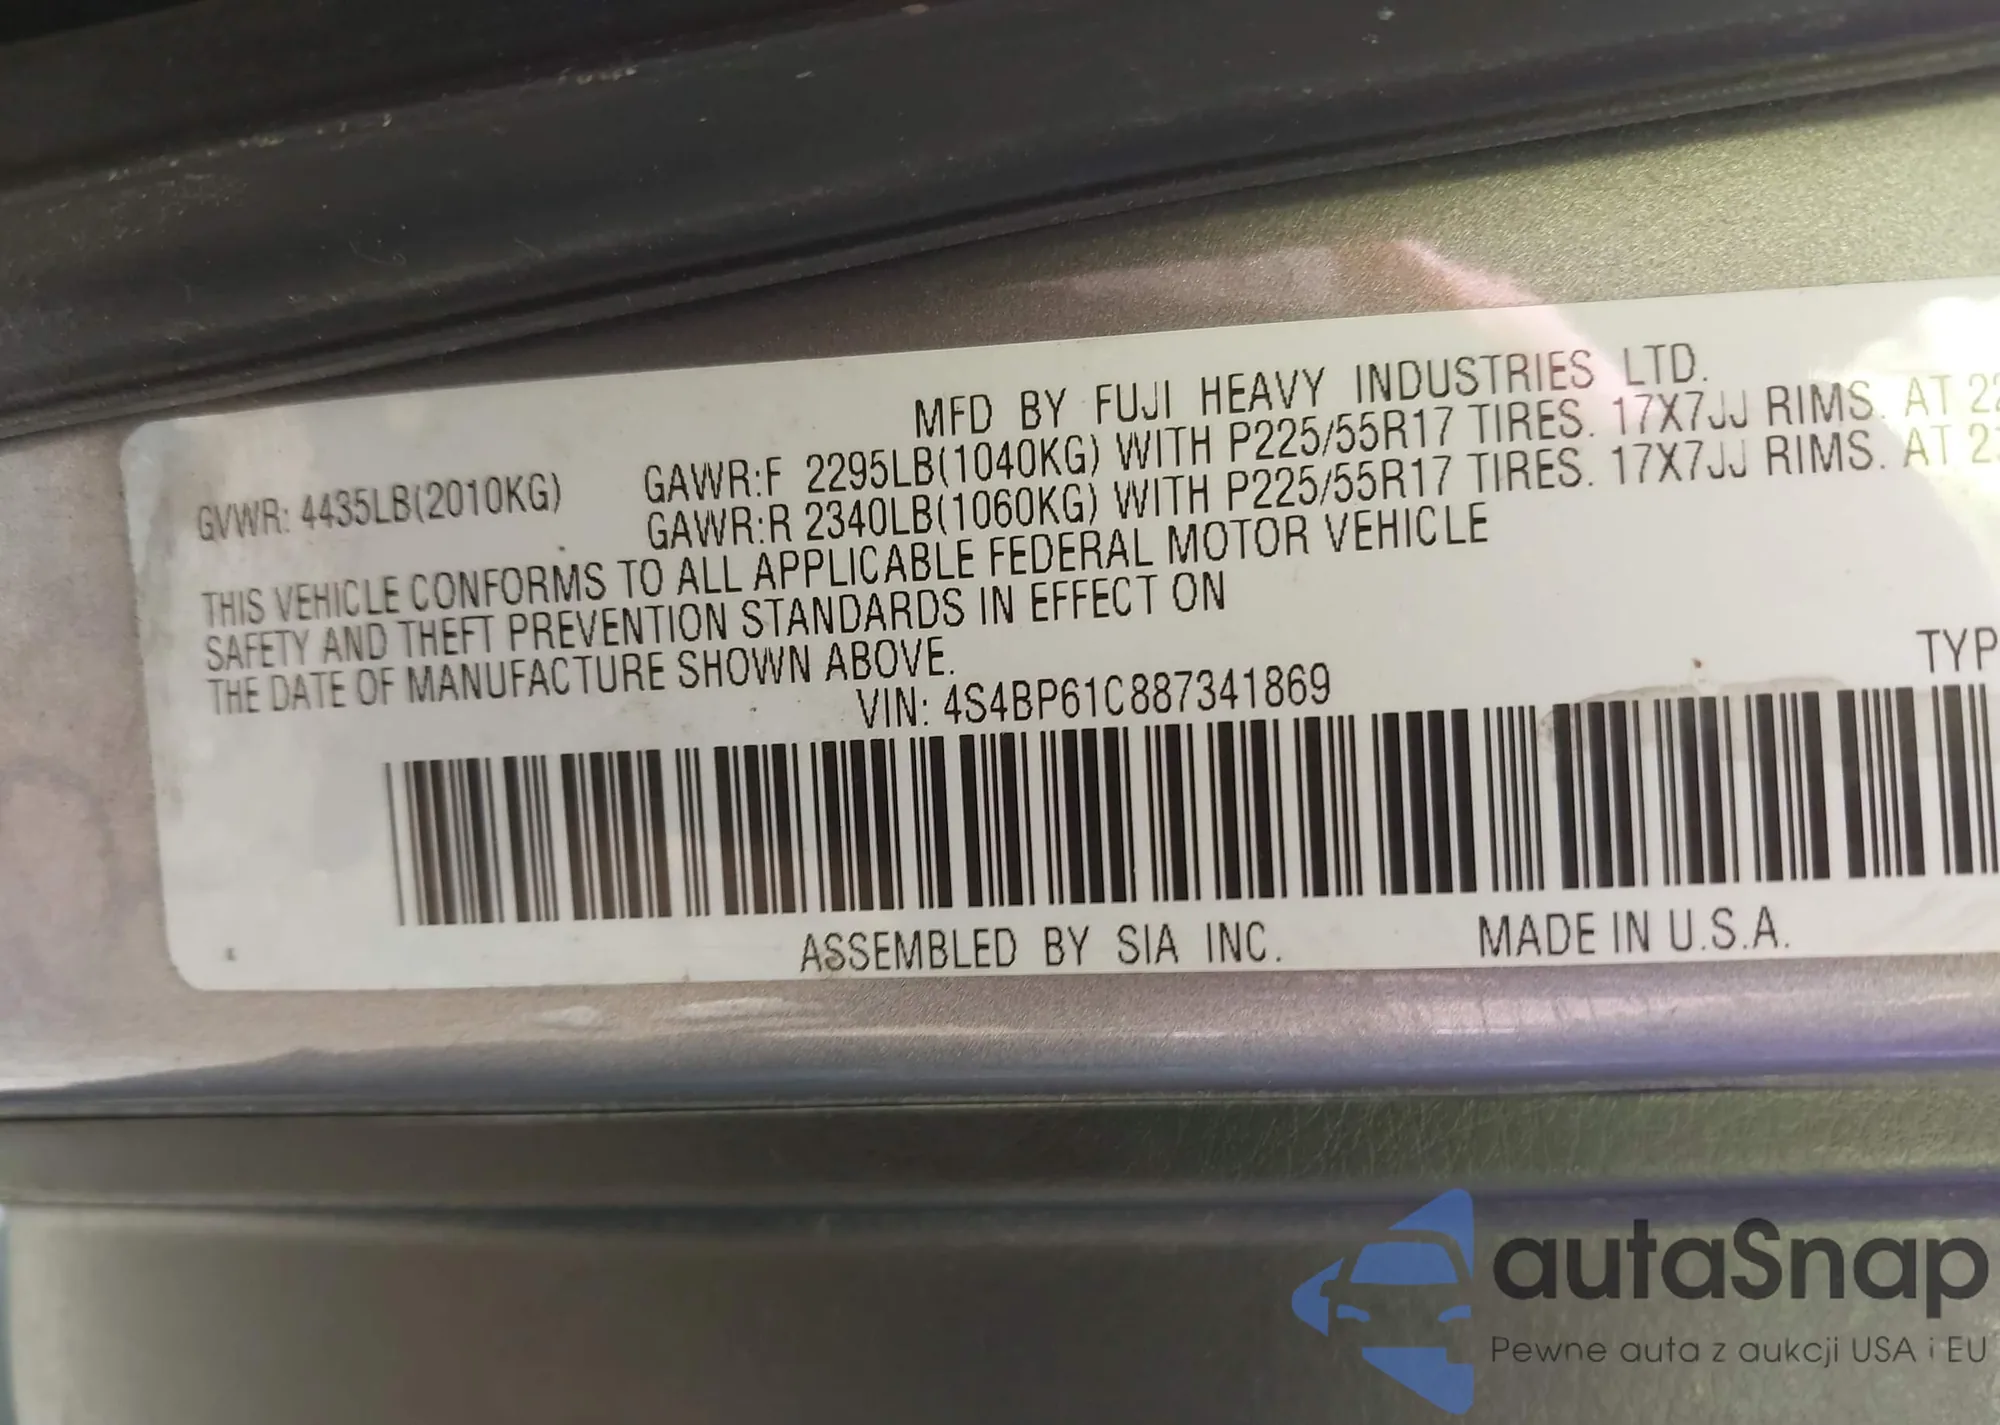 MFD BY FUJI HEAVY INDUSTRIES LTD.
GVWR: 4435LB(2010KG) GAWR:F 2295LB(1040KG) WITH P225/55R17 TIRES. 17X7JJ RIMS. AT 22
GAWR:R 2340LB(1060KG) WITH P225/55R17 TIRES. 17X7JJ RIMS. AT 23
THIS VEHICLE CONFORMS TO ALL APPLICABLE FEDERAL MOTOR VEHICLE
SAFETY AND THEFT PREVENTION STANDARDS IN EFFECT ON
THE DATE OF MANUFACTURE SHOWN ABOVE.
VIN: 4S4BP61C887341869 TYP
ASSEMBLED BY SIA INC. MADE IN U.S.A.
autaSnap
Pewne auta z aukcji USA i EU